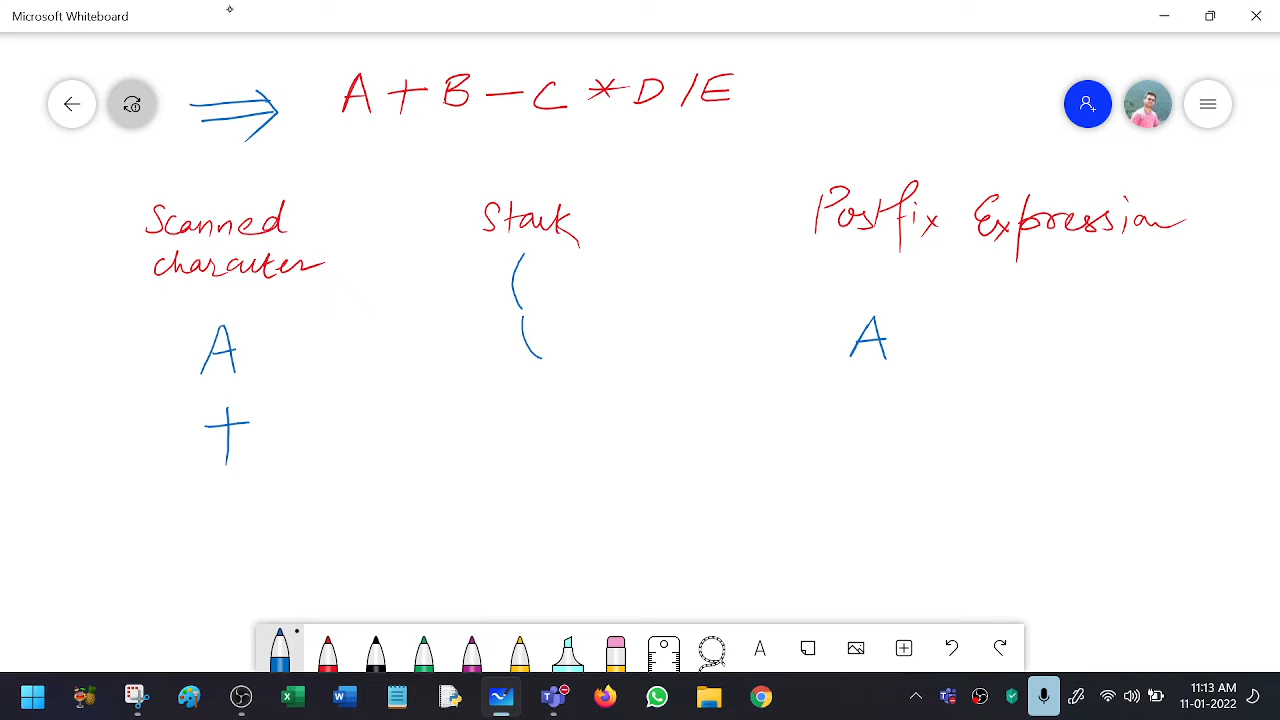 Microsoft Whiteboard
A + B - C * D / E
Scanned character
Stack
Postfix Expression
(
A
(
A
+
A
11:13 AM
11-01-2022